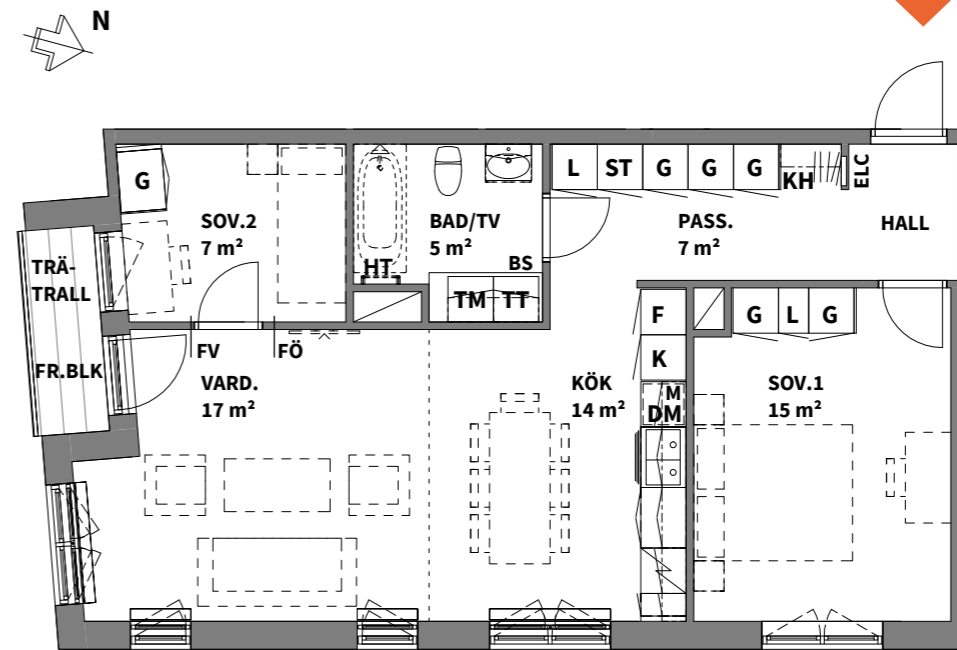 N
L ST G G G KH ELC
G
SOV.2
7 m²
BAD/TV
5 m²
PASS.
7 m²
HALL
TRÄ-
TRALL
HT
BS
TM TT
F
G L G
FR.BLK
FV
FÖ
K
VARD.
17 m²
KÖK
14 m²
M
DM
SOV.1
15 m²